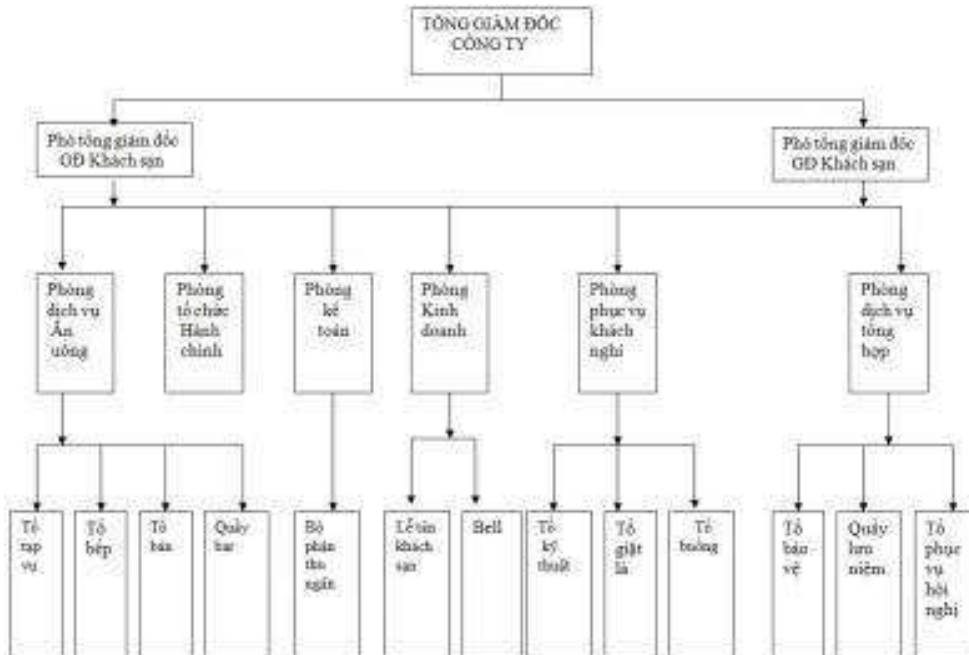 TỔNG GIÁM ĐỐC
CÔNG TY
Phó tổng giám đốc
GĐ Khách sạn
Phó tổng giám đốc
GĐ Khách sạn
Phòng
dịch vụ
Ăn
uống
Phòng
tổ chức
Hành
chính
Phòng
kế
toán
Phòng
Kinh
doanh
Phòng
phục vụ
khách
nghỉ
Phòng
dịch vụ
tổng
hợp
Tổ
tạp
vụ
Tổ
bếp
Tổ
bàn
Quầy
bar
Bộ
phận
thu
ngân
Lễ tân
khách
sạn
Bell
Tổ
kỹ
thuật
Tổ
giặt
là
Tổ
buồng
Tổ
bảo
vệ
Quầy
lưu
niệm
Tổ
phục
vụ
hội
nghị